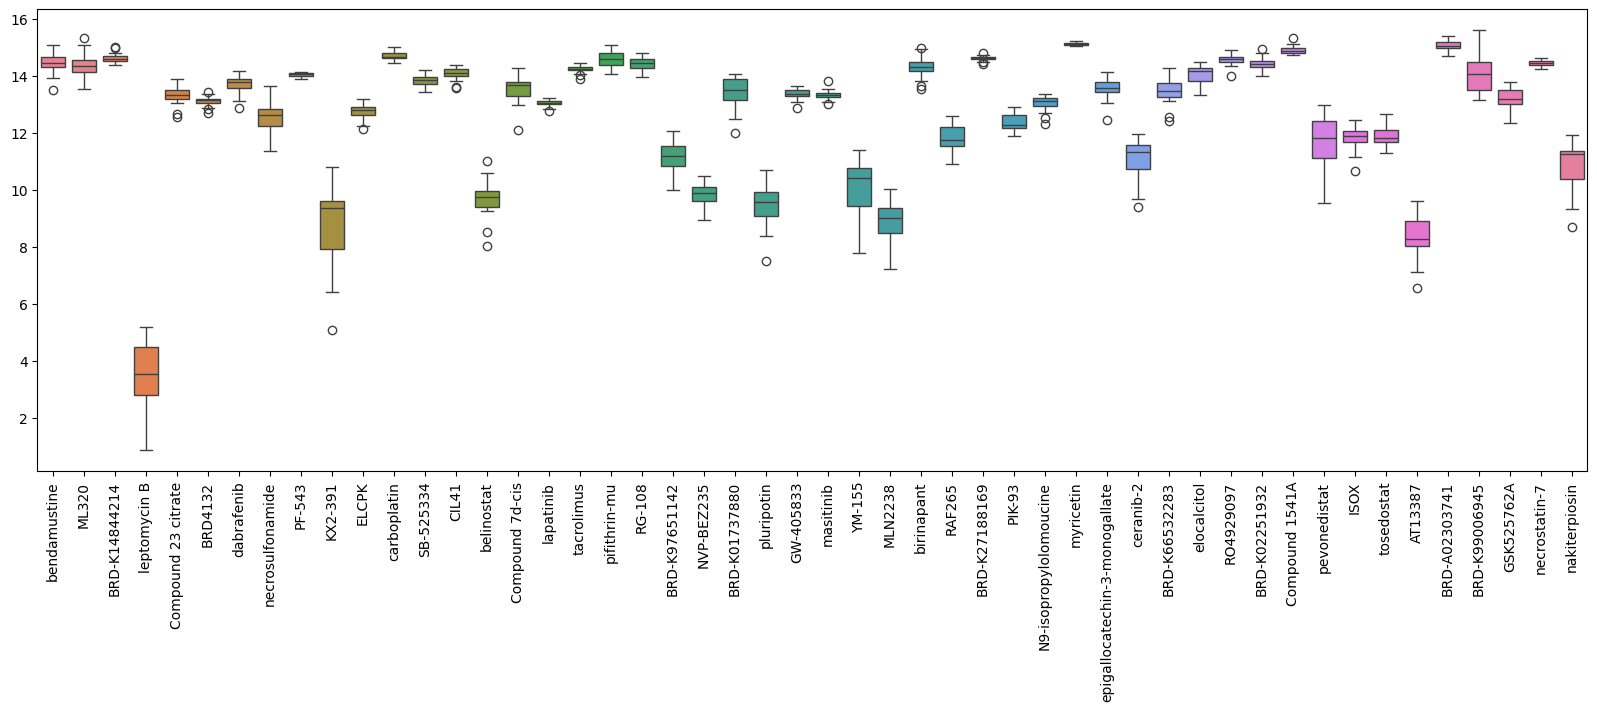 16
14
12
10
8
6
4
2
bendamustine
ML320
BRD-K14844214
leptomycin B
Compound 23 citrate
BRD4132
dabrafenib
necrosulfonamide
PF-543
KX2-391
ELCPK
carboplatin
SB-525334
CIL41
belinostat
Compound 7d-cis
lapatinib
tacrolimus
pifithrin-mu
RG-108
BRD-K97651142
NVP-BEZ235
BRD-K01737880
pluripotin
GW-405833
masitinib
YM-155
MLN2238
birinapant
RAF265
BRD-K27188169
PIK-93
N9-isopropylolomoucine
myricetin
epigallocatechin-3-monogallate
ceranib-2
BRD-K66532283
elocalcitol
RO4929097
BRD-K02251932
Compound 1541A
pevonedistat
ISOX
tosedostat
AT13387
BRD-A02303741
BRD-K99006945
GSK525762A
necrostatin-7
nakiterpiosin